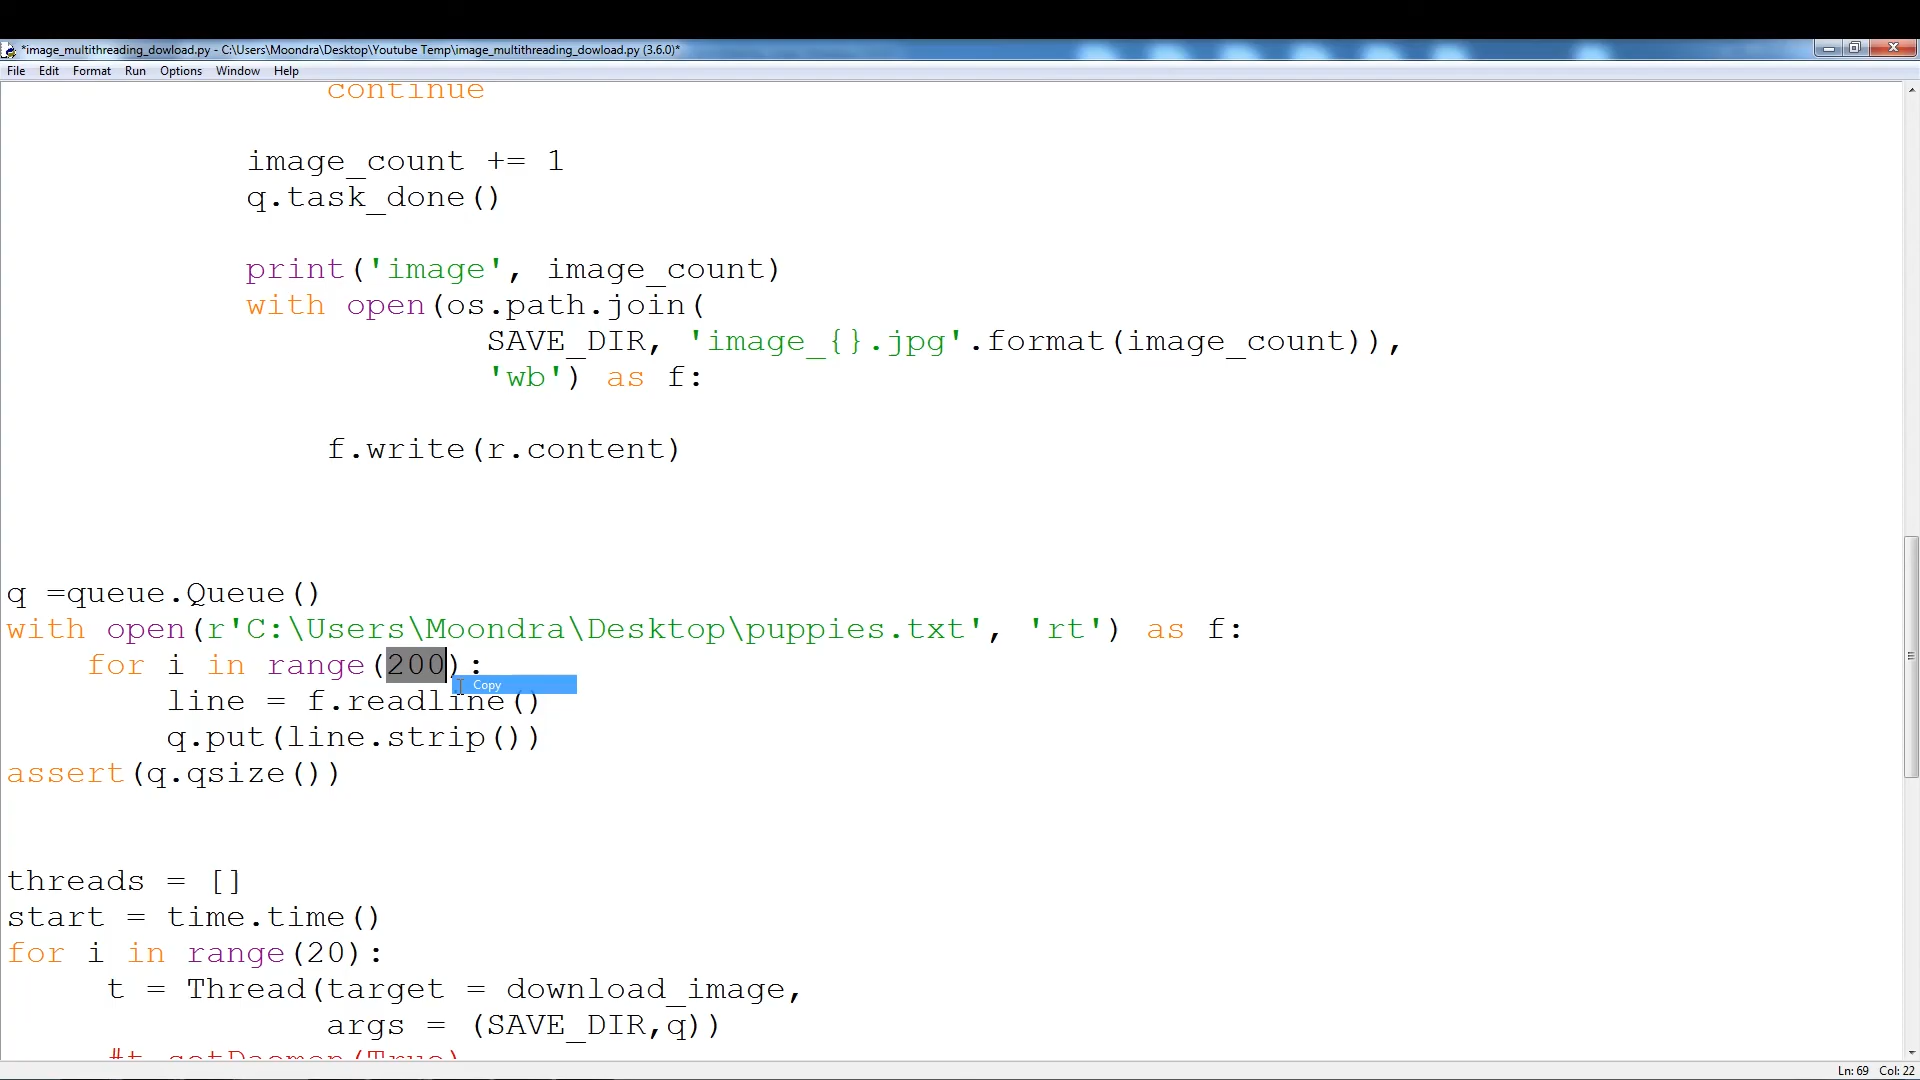 *image_multithreading_dowload.py - C:\Users\Moondra\Desktop\Youtube Temp\image_multithreading_dowload.py (3.6.0)*
File Edit Format Run Options Window Help
continue
image_count += 1
q.task_done()
print('image', image_count)
with open(os.path.join(
SAVE_DIR, 'image_{}.jpg'.format(image_count)),
'wb') as f:
f.write(r.content)
q =queue.Queue()
with open(r'C:\Users\Moondra\Desktop\puppies.txt', 'rt') as f:
for i in range(200):
Copy
line = f.readline()
q.put(line.strip())
assert(q.qsize())
threads = []
start = time.time()
for i in range(20):
t = Thread(target = download_image,
args = (SAVE_DIR,q))
#t.setDaemon(True)
Ln: 69 Col: 22